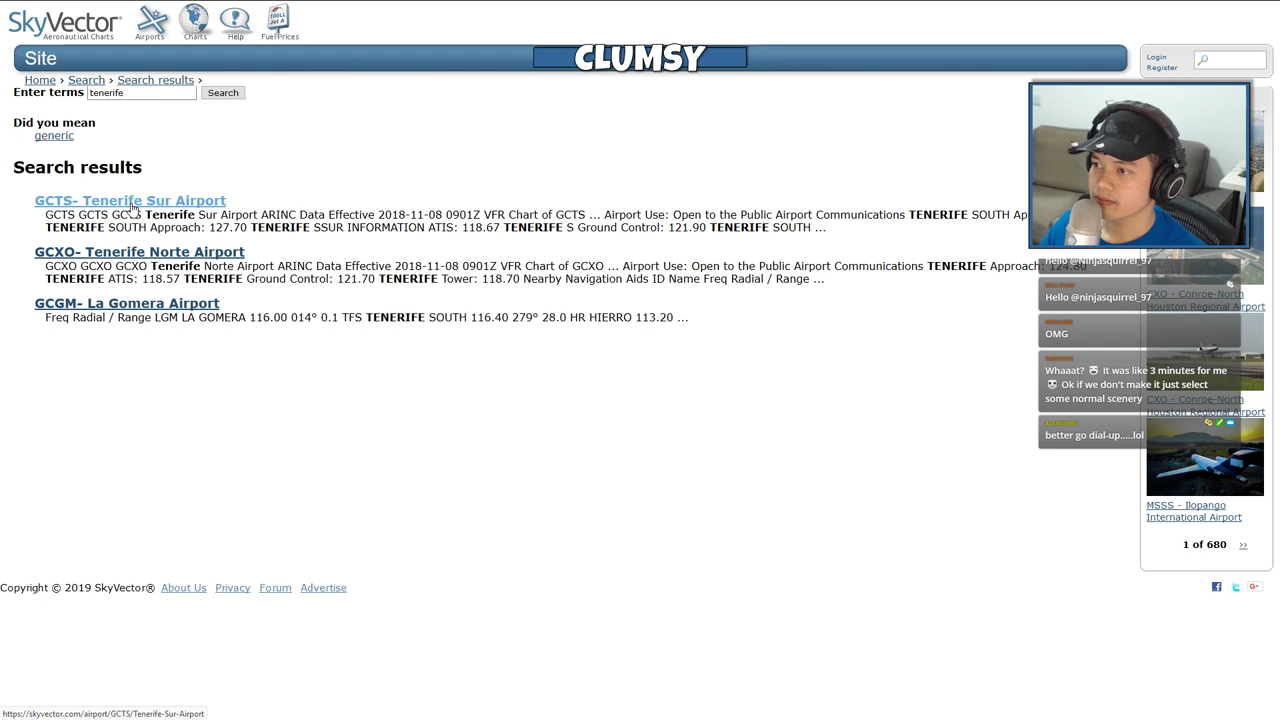 SkyVector®
Aeronautical Charts
Airports
Charts
Help
100LL
Jet A
Fuel Prices
Site
CLUMSY
Login
Register
Home › Search › Search results ›
Enter terms tenerife Search
Did you mean
generic
Search results
GCTS- Tenerife Sur Airport
GCTS GCTS GCTS Tenerife Sur Airport ARINC Data Effective 2018-11-08 0901Z VFR Chart of GCTS ... Airport Use: Open to the Public Airport Communications TENERIFE SOUTH Ap
TENERIFE SOUTH Approach: 127.70 TENERIFE SSUR INFORMATION ATIS: 118.67 TENERIFE S Ground Control: 121.90 TENERIFE SOUTH ...
GCXO- Tenerife Norte Airport
GCXO GCXO GCXO Tenerife Norte Airport ARINC Data Effective 2018-11-08 0901Z VFR Chart of GCXO ... Airport Use: Open to the Public Airport Communications TENERIFE Approach: 124.80
TENERIFE ATIS: 118.57 TENERIFE Ground Control: 121.70 TENERIFE Tower: 118.70 Nearby Navigation Aids ID Name Freq Radial / Range ...
GCGM- La Gomera Airport
Freq Radial / Range LGM LA GOMERA 116.00 014° 0.1 TFS TENERIFE SOUTH 116.40 279° 28.0 HR HIERRO 113.20 ...
hello @Ninjasquirrel_97
Hello @ninjasquirrel_97
OMG
Whaaat? It was like 3 minutes for me
Ok if we don't make it just select
some normal scenery
better go dial-up.....lol
CXO - Conroe-North
Houston Regional Airport
CXO - Conroe-North
Houston Regional Airport
MSSS - Ilopango
International Airport
1 of 680 >>
Copyright © 2019 SkyVector® About Us Privacy Forum Advertise
https://skyvector.com/airport/GCTS/Tenerife-Sur-Airport